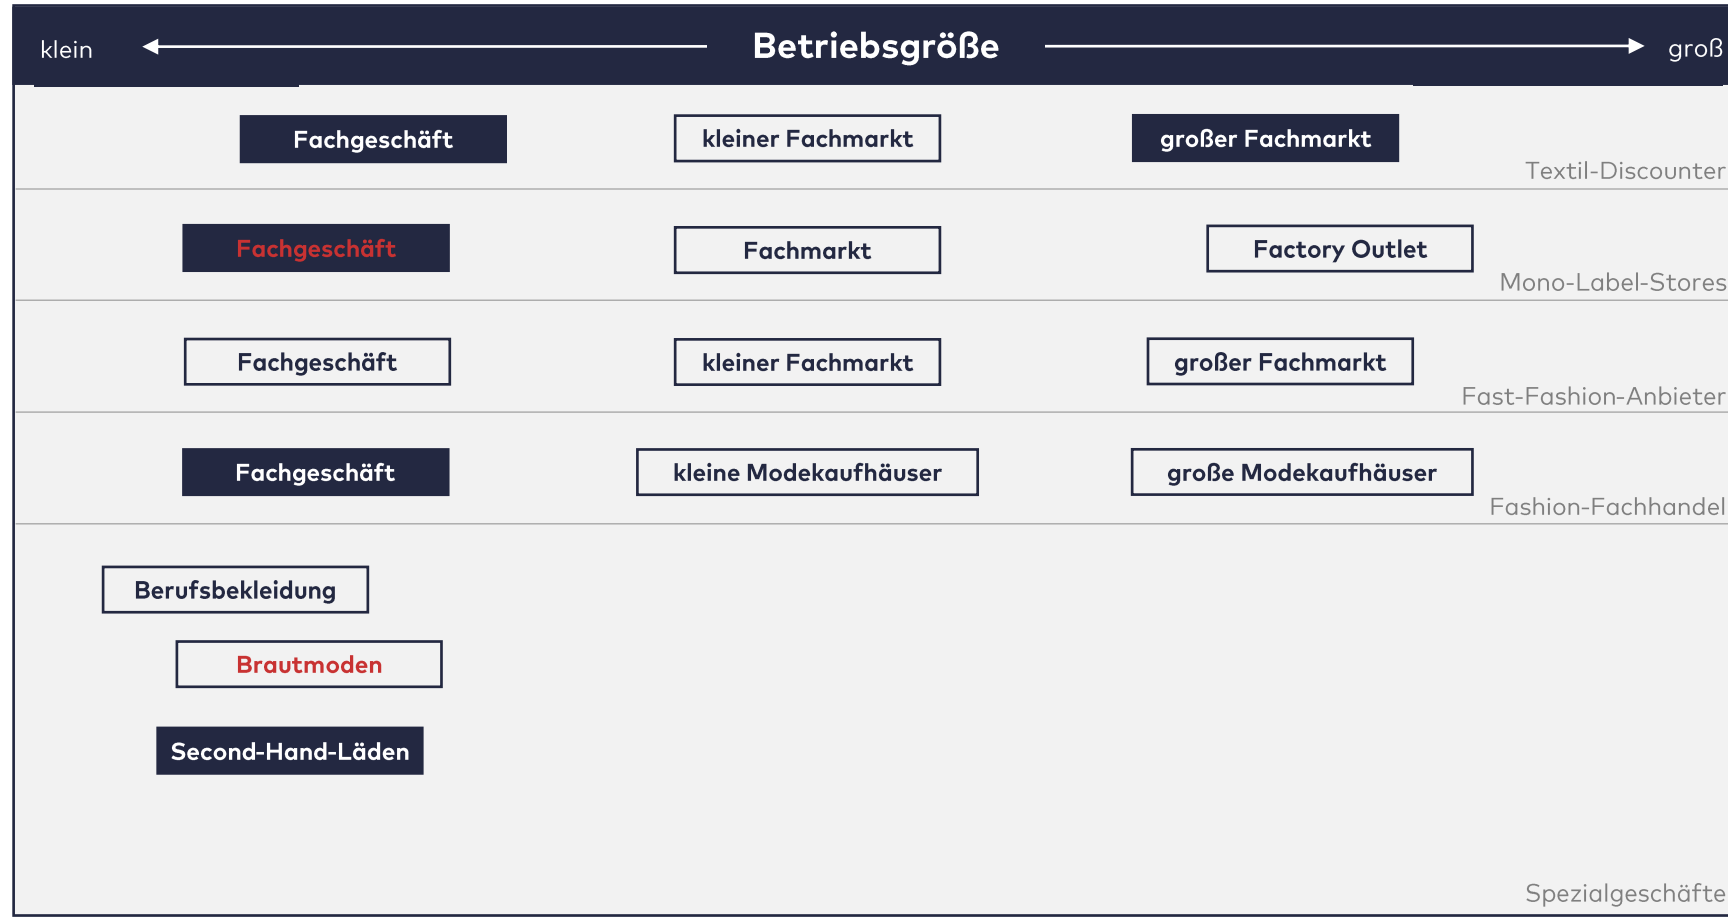 klein
Betriebsgröße
groß
Fachgeschäft
kleiner Fachmarkt
großer Fachmarkt
Textil-Discounter
Fachgeschäft
Fachmarkt
Factory Outlet
Mono-Label-Stores
Fachgeschäft
kleiner Fachmarkt
großer Fachmarkt
Fast-Fashion-Anbieter
Fachgeschäft
kleine Modekaufhäuser
große Modekaufhäuser
Fashion-Fachhandel
Berufsbekleidung
Brautmoden
Second-Hand-Läden
Spezialgeschäfte